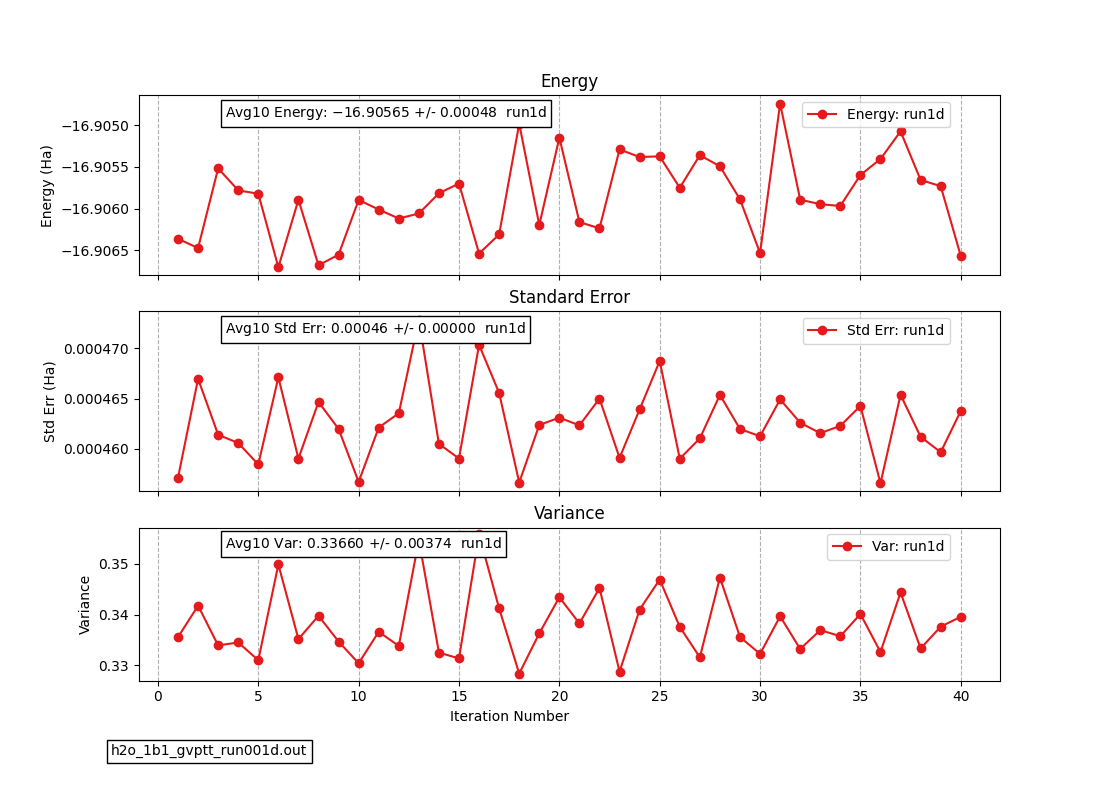 Energy
Avg10 Energy: −16.90565 +/- 0.00048 run1d
Energy: run1d
Energy (Ha)
−16.9050
−16.9055
−16.9060
−16.9065
Standard Error
Avg10 Std Err: 0.00046 +/- 0.00000 run1d
Std Err: run1d
Std Err (Ha)
0.000470
0.000465
0.000460
Variance
Avg10 Var: 0.33660 +/- 0.00374 run1d
Var: run1d
Variance
0.35
0.34
0.33
0 5 10 15 20 25 30 35 40
Iteration Number
h2o_1b1_gvptt_run001d.out